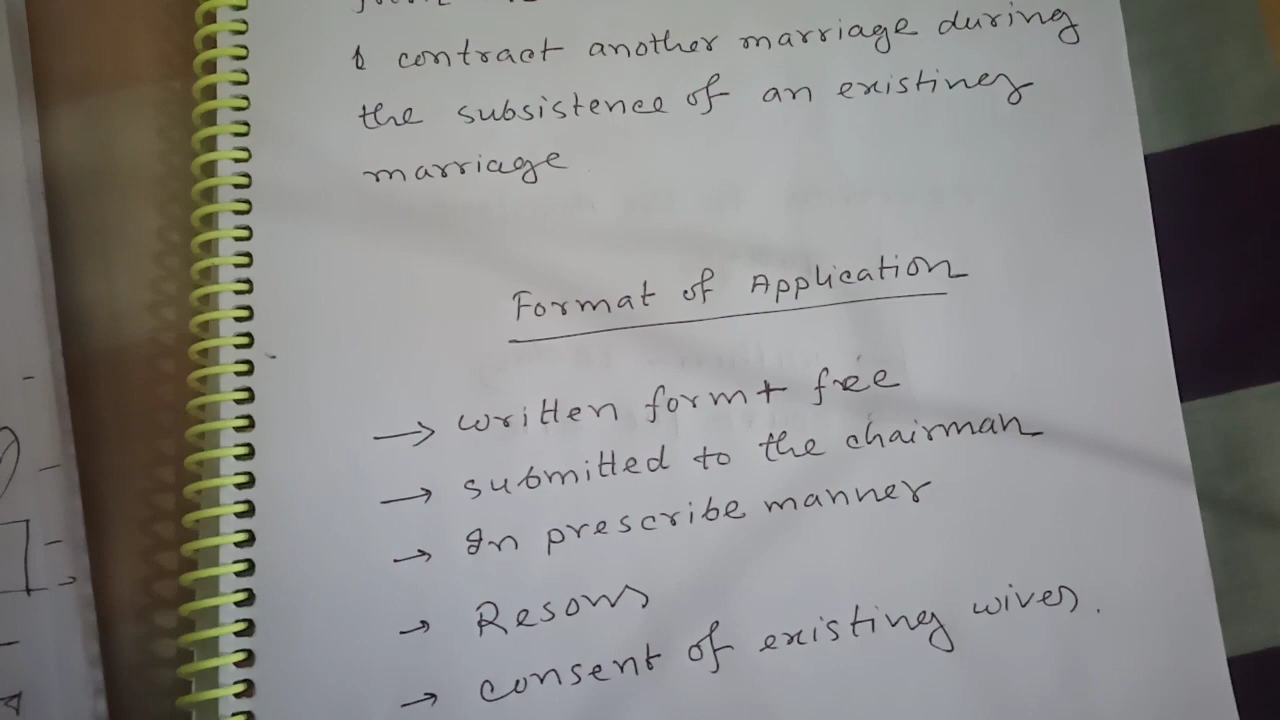 & contract another marriage during
the subsistence of an existing
marriage
Format of Application
→ written form + free
→ submitted to the chairman
→ In prescribe manner
→ Resons
→ consent of existing wives.